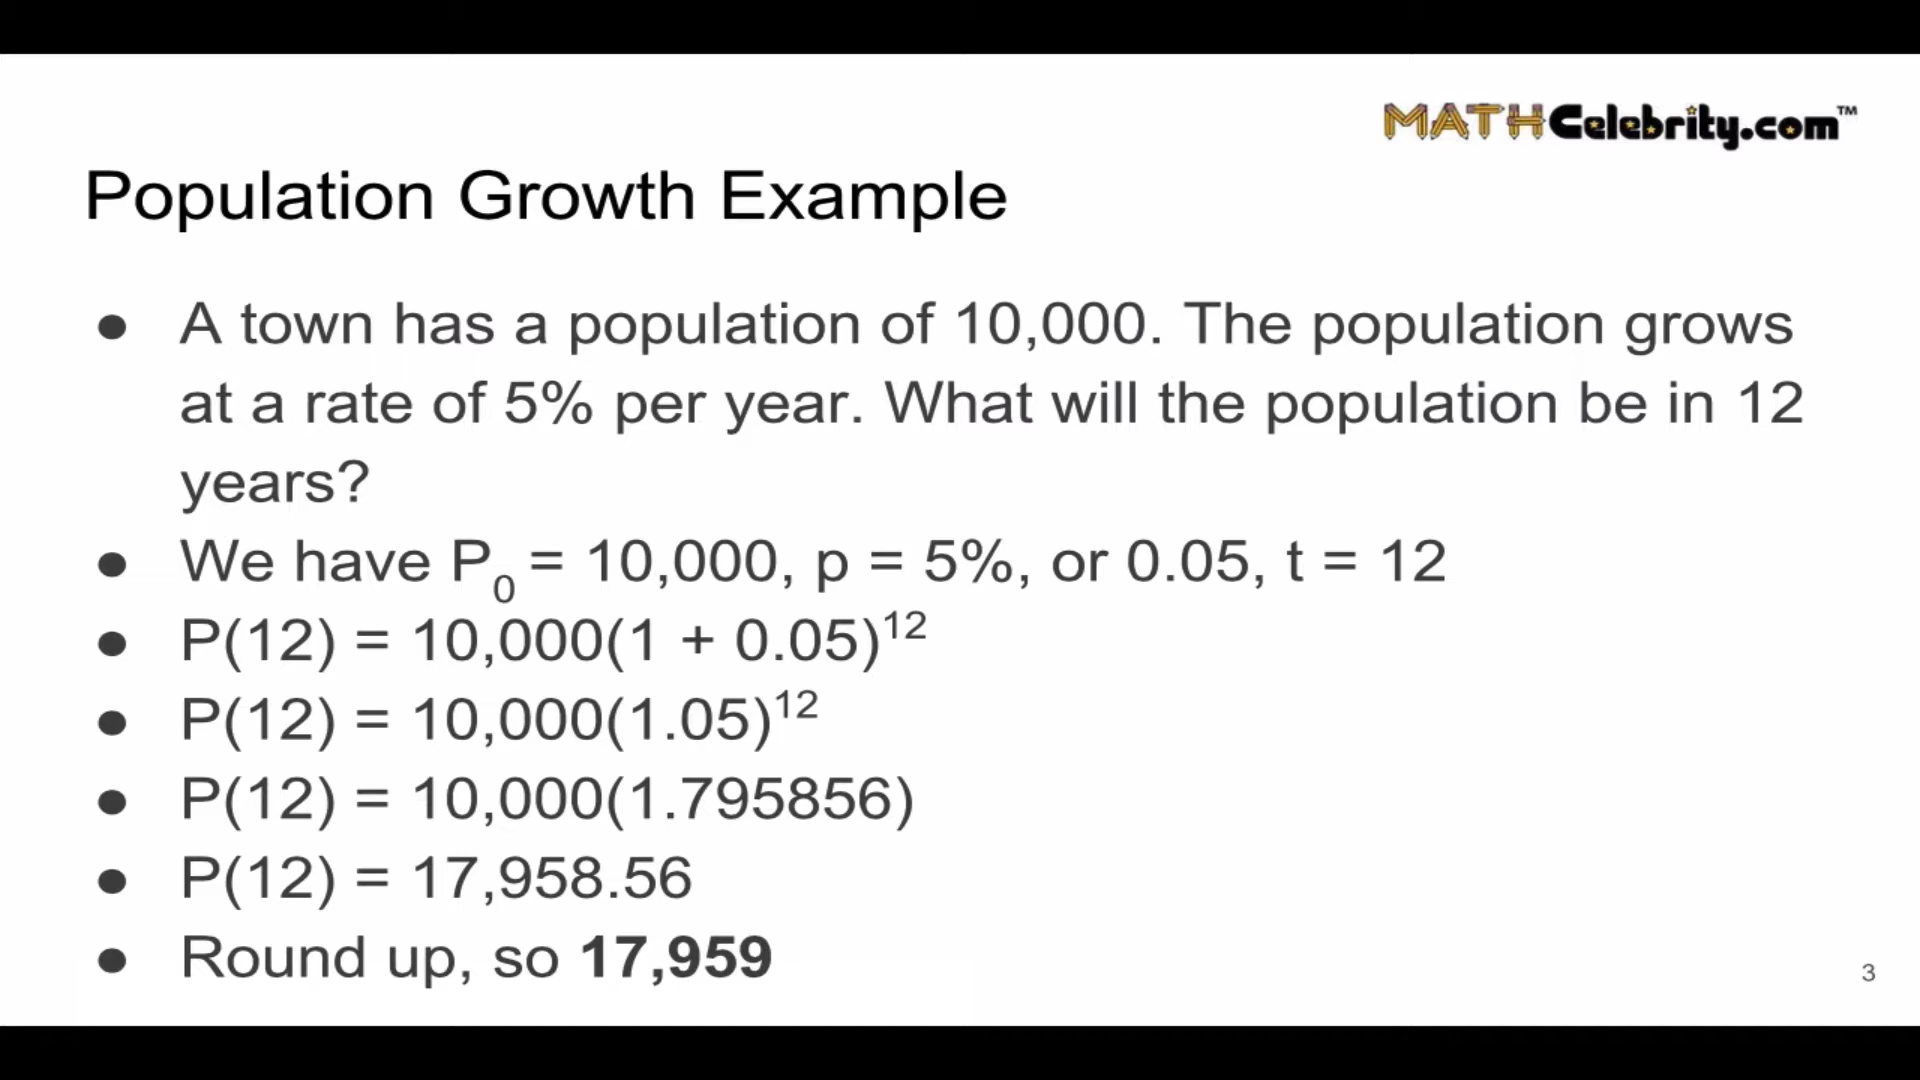 MATHCelebrity.com™
Population Growth Example
● A town has a population of 10,000. The population grows
at a rate of 5% per year. What will the population be in 12
years?
● We have P₀ = 10,000, p = 5%, or 0.05, t = 12
● P(12) = 10,000(1 + 0.05)¹²
● P(12) = 10,000(1.05)¹²
● P(12) = 10,000(1.795856)
● P(12) = 17,958.56
● Round up, so 17,959
3